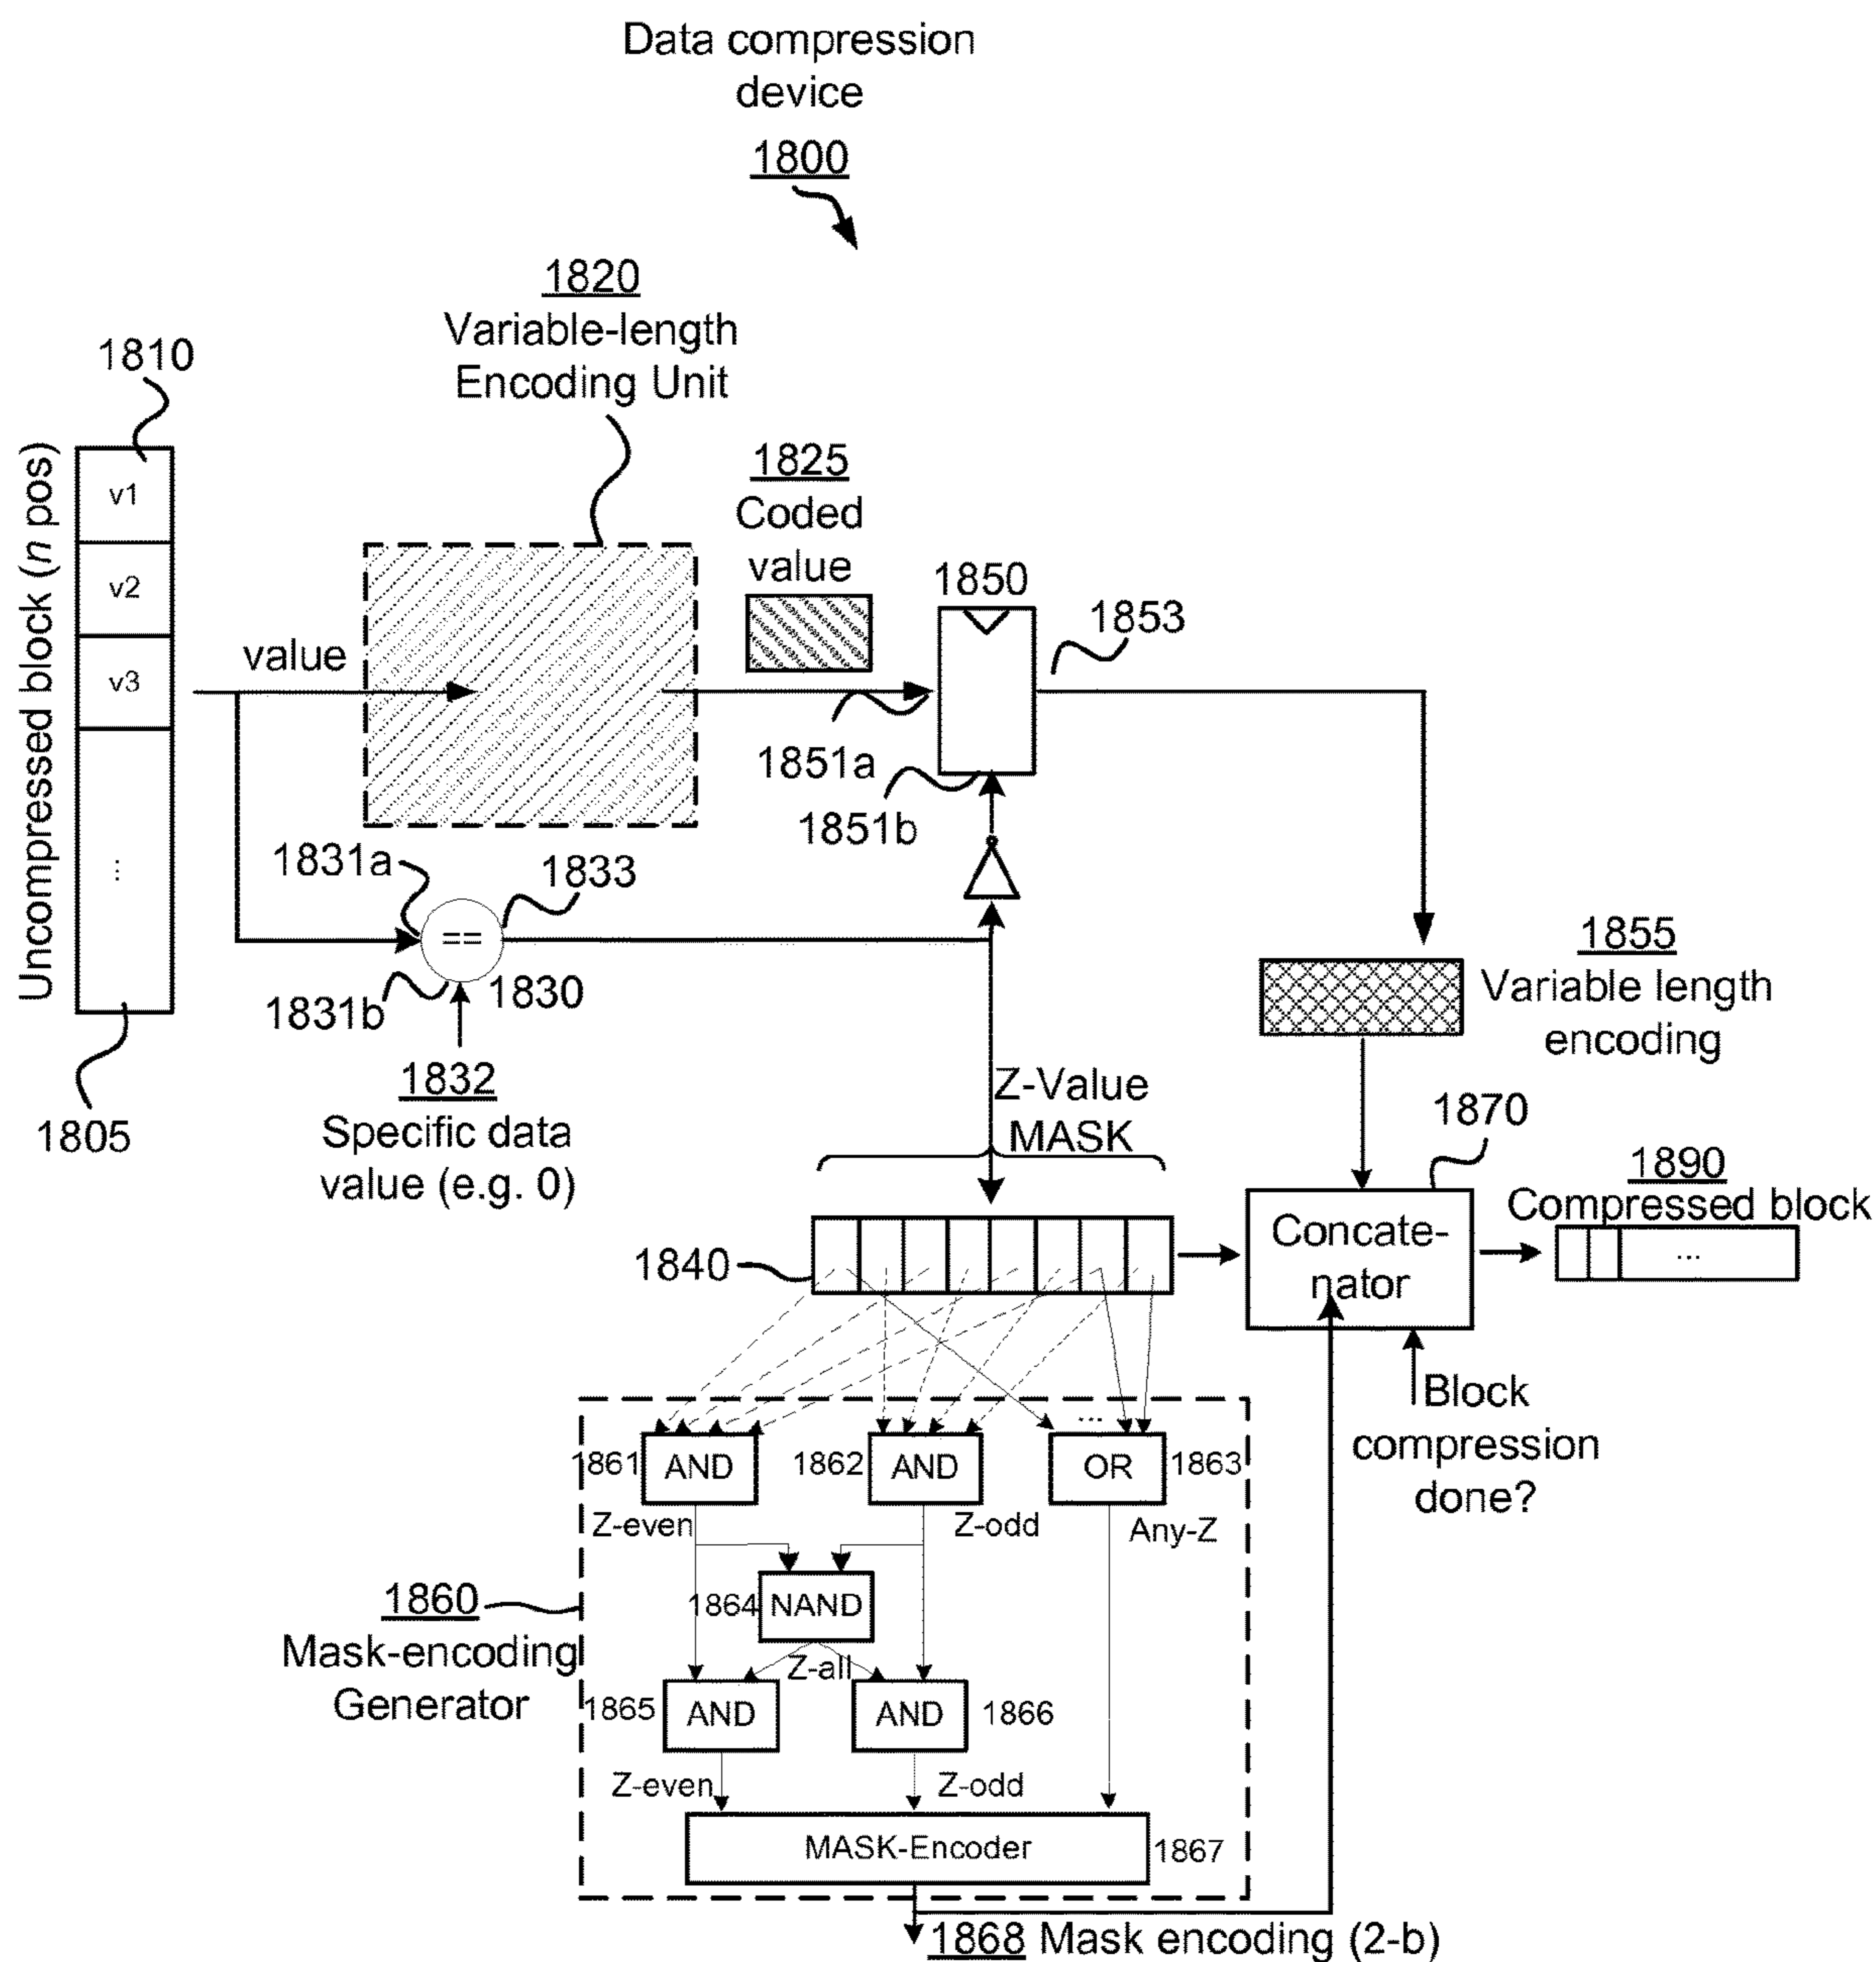 Data compression
device
1800
1820
Variable-length
Encoding Unit
1810
Uncompressed block (n pos)
v1
v2
v3
...
1805
value
1825
Coded
value
1850
1853
1851a
1851b
1831a
1833
==
1831b
1830
1832
Specific data
value (e.g. 0)
1855
Variable length
encoding
Z-Value
MASK
1840
1870
Concate-
nator
1890
Compressed block
...
Block
compression
done?
...
1861
AND
1862
AND
OR
1863
Z-even
Z-odd
Any-Z
1860
Mask-encoding
Generator
1864
NAND
Z-all
1865
AND
AND
1866
Z-even
Z-odd
MASK-Encoder
1867
1868 Mask encoding (2-b)